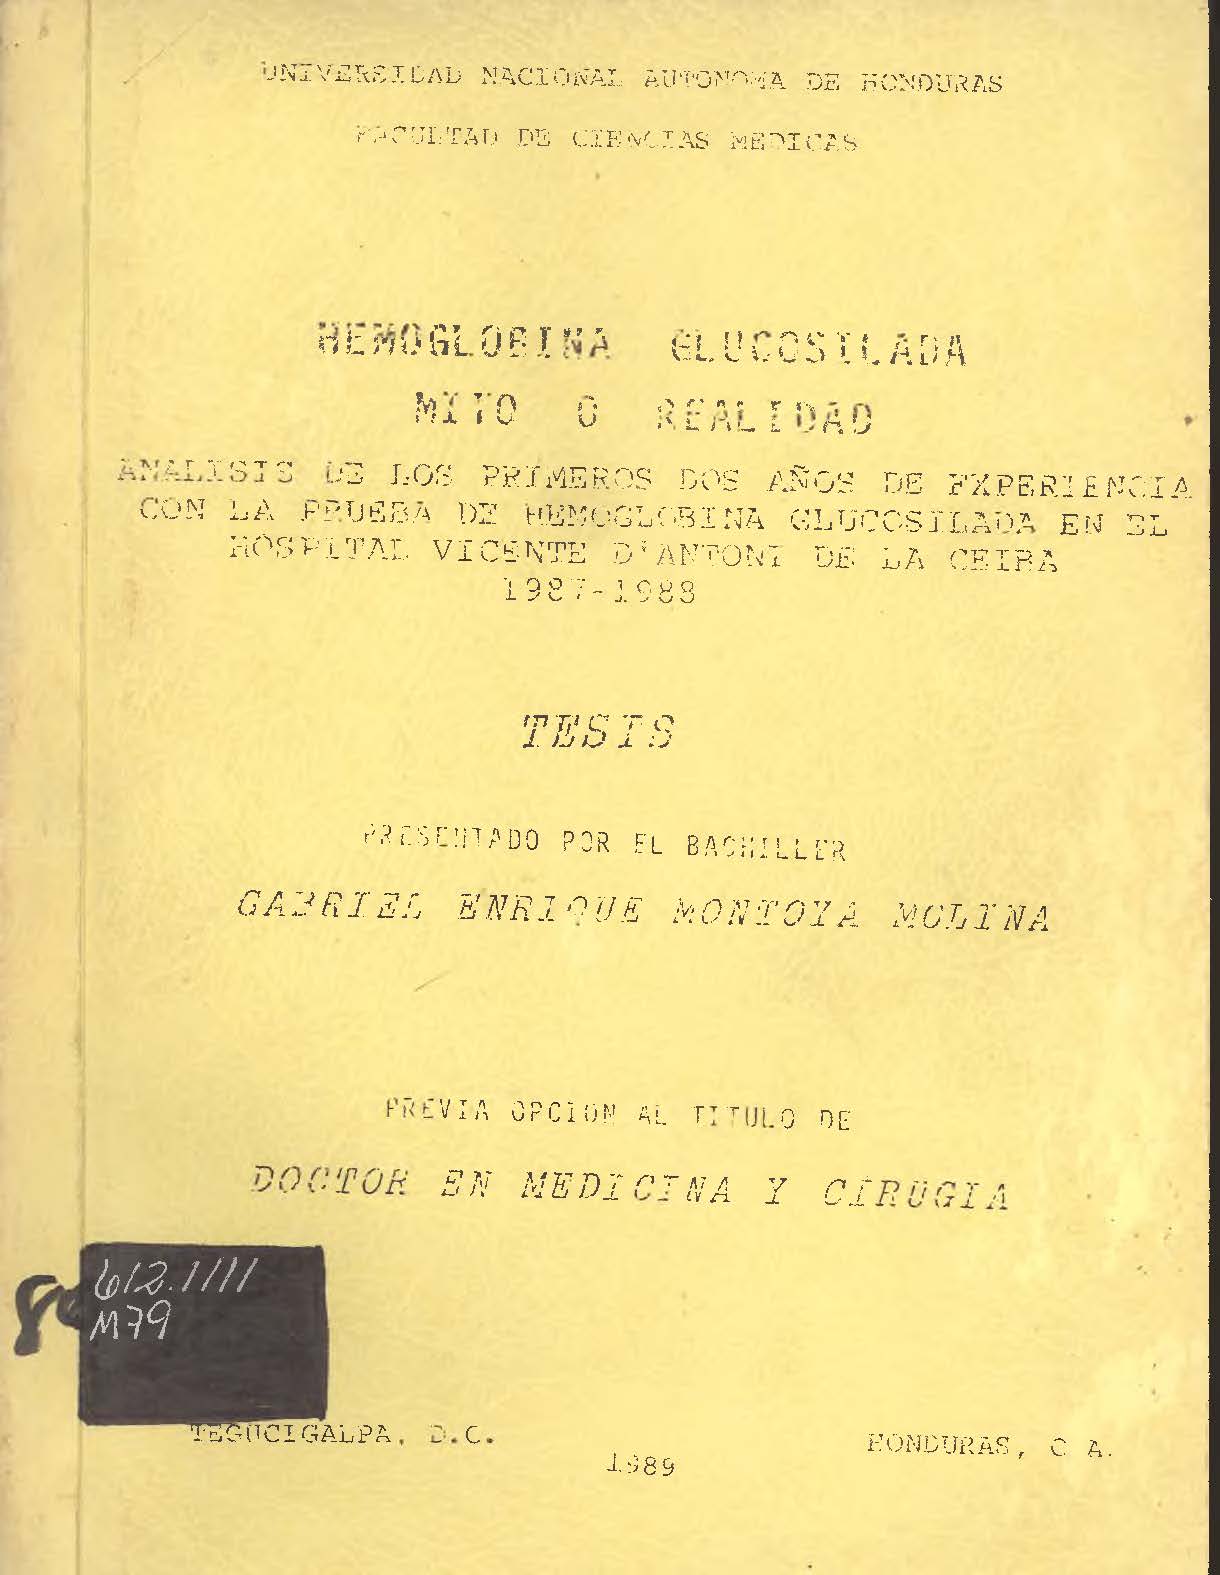 UNIVERSIDAD NACIONAL AUTONOMA DE HONDURAS
FACULTAD DE CIENCIAS MEDICAS
HEMOGLOBINA GLUCOSILADA
MITO O REALIDAD
ANALISIS DE LOS PRIMEROS DOS AÑOS DE EXPERIENCIA
CON LA PRUEBA DE HEMOGLOBINA GLUCOSILADA EN EL
HOSPITAL VICENTE D'ANTONI DE LA CEIBA
1987-1988
TESIS
PRESENTADO POR EL BACHILLER
GABRIEL ENRIQUE MONTOYA MOLINA
PREVIA OPCION AL TITULO DE
DOCTOR EN MEDICINA Y CIRUGIA
612.1111
M79
TEGUCIGALPA, D.C.
HONDURAS, C A.
1989